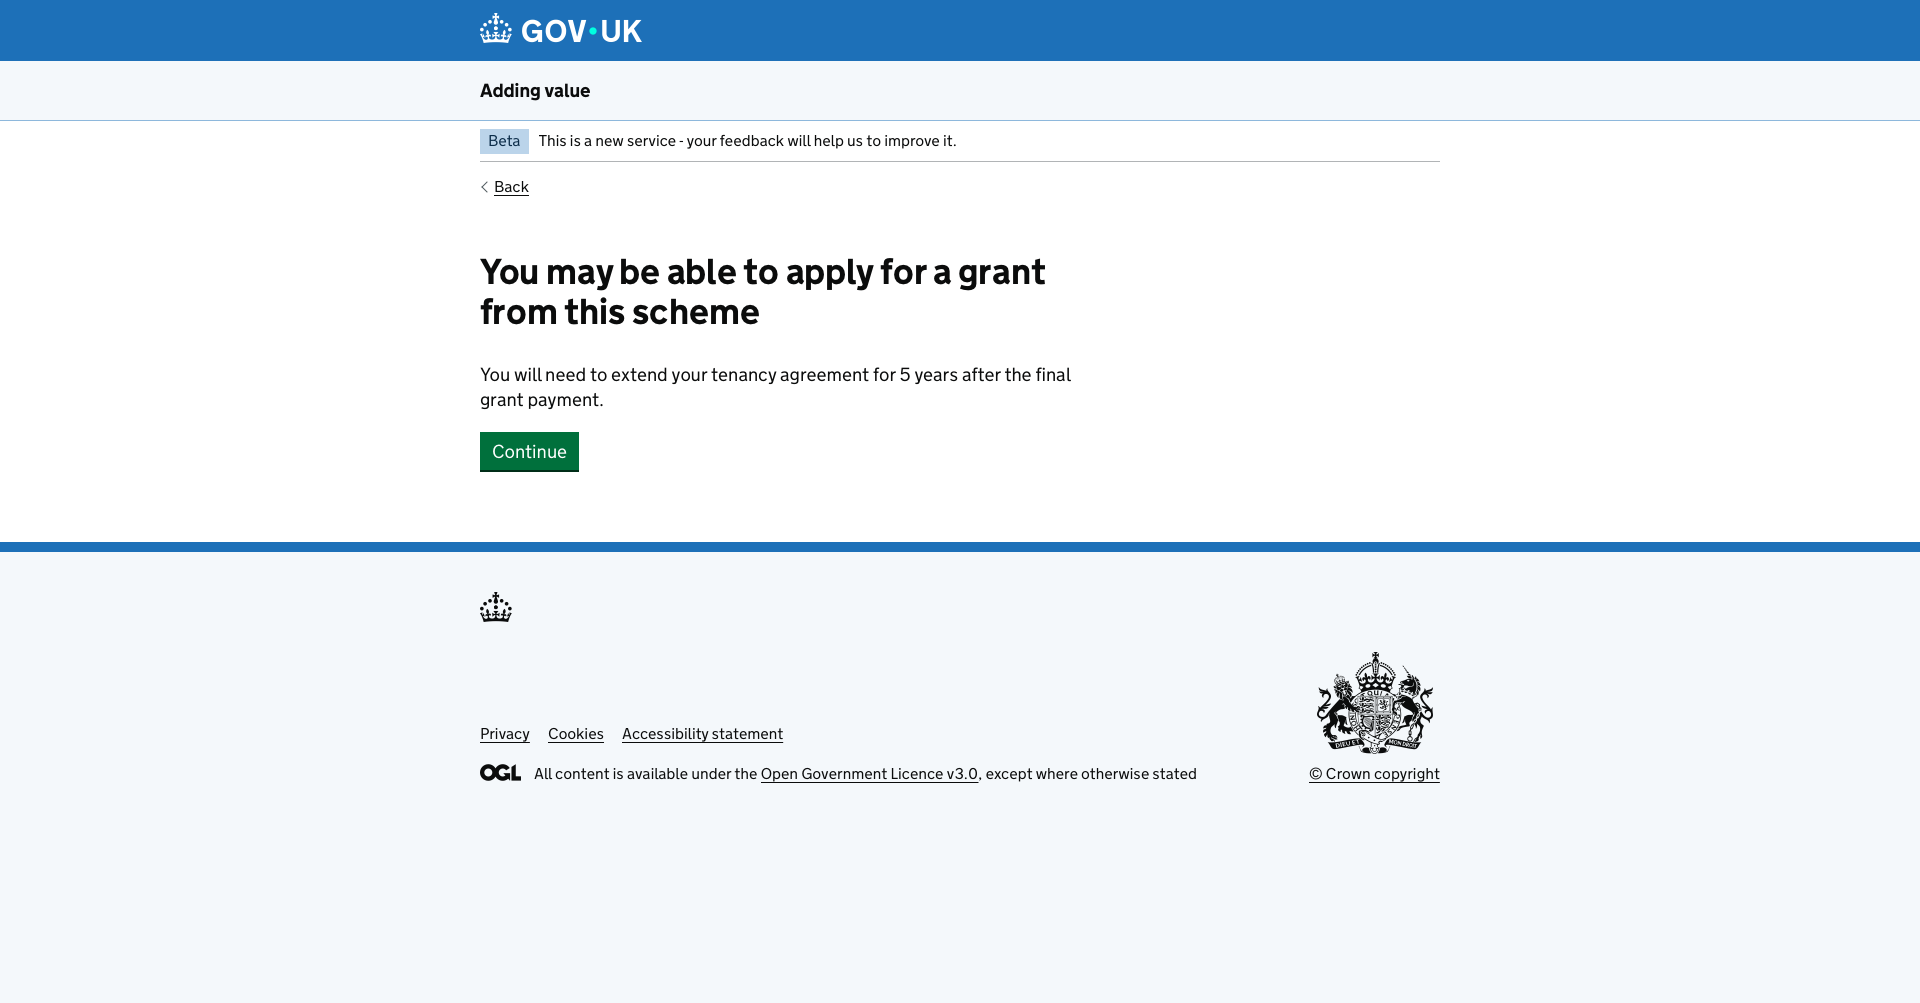 GOV·UK
Adding value
Beta This is a new service - your feedback will help us to improve it.
Back
You may be able to apply for a grant
from this scheme
You will need to extend your tenancy agreement for 5 years after the final
grant payment.
Continue
Privacy Cookies Accessibility statement
OGL All content is available under the Open Government Licence v3.0, except where otherwise stated
© Crown copyright